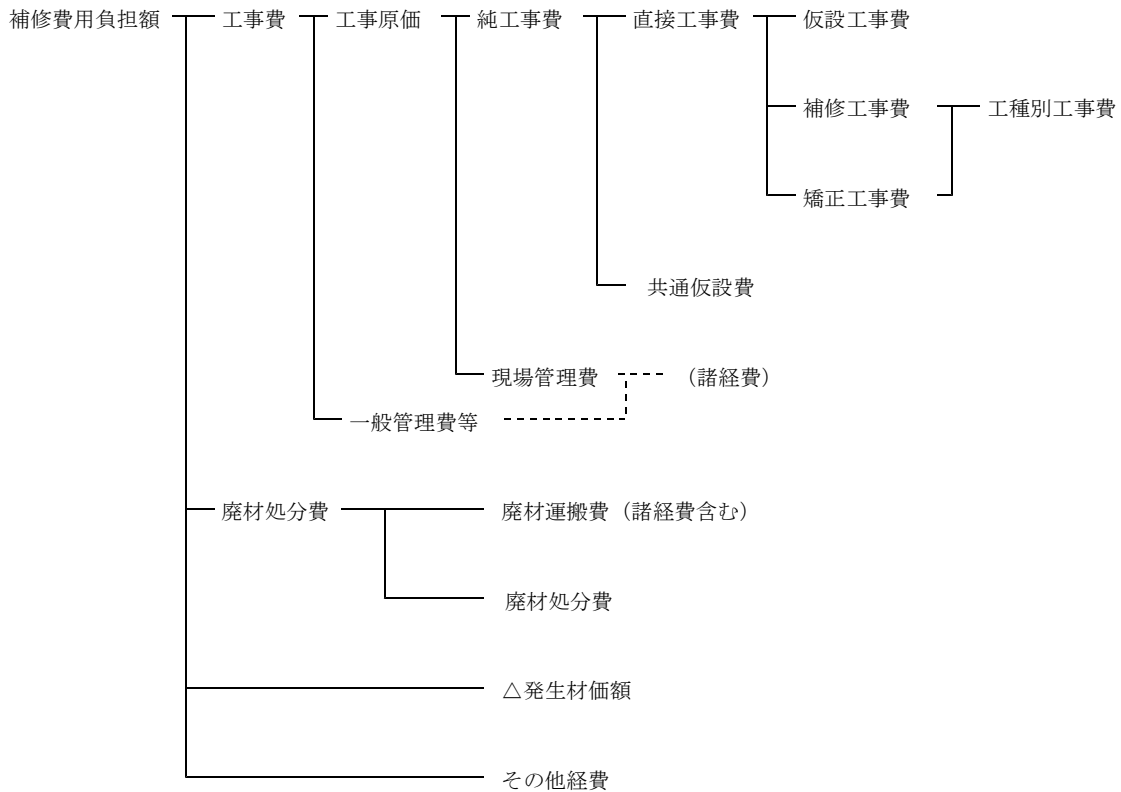 補修費用負担額 工事費 工事原価 純工事費 直接工事費 仮設工事費
補修工事費 工種別工事費
矯正工事費
共通仮設費
現場管理費 （諸経費）
一般管理費等
廃材処分費 廃材運搬費（諸経費含む）
廃材処分費
△発生材価額
その他経費